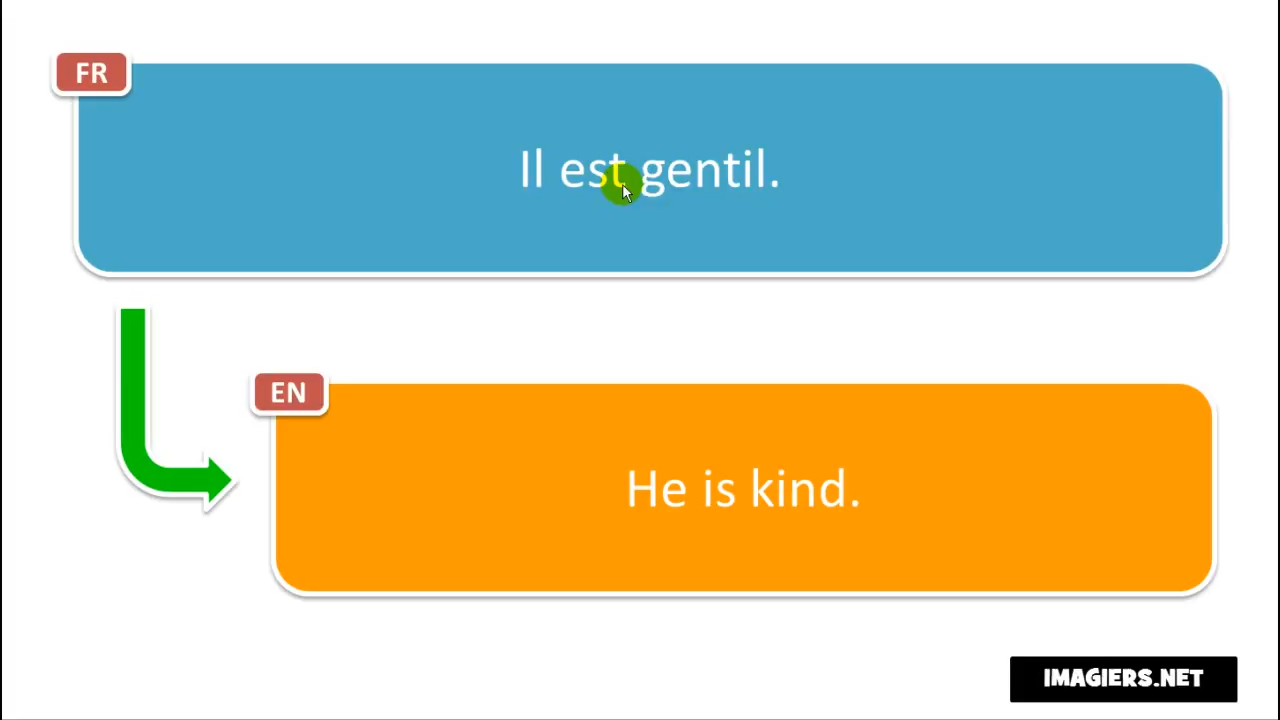 FR
Il est gentil.
EN
He is kind.
IMAGIERS.NET